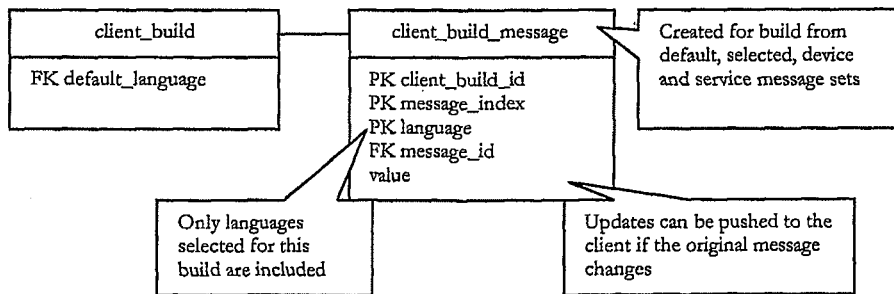 client_build
FK default_language
client_build_message
PK client_build_id
PK message_index
PK language
FK message_id
value
Created for build from
default, selected, device
and service message sets
Only languages
selected for this
build are included
Updates can be pushed to the
client if the original message
changes